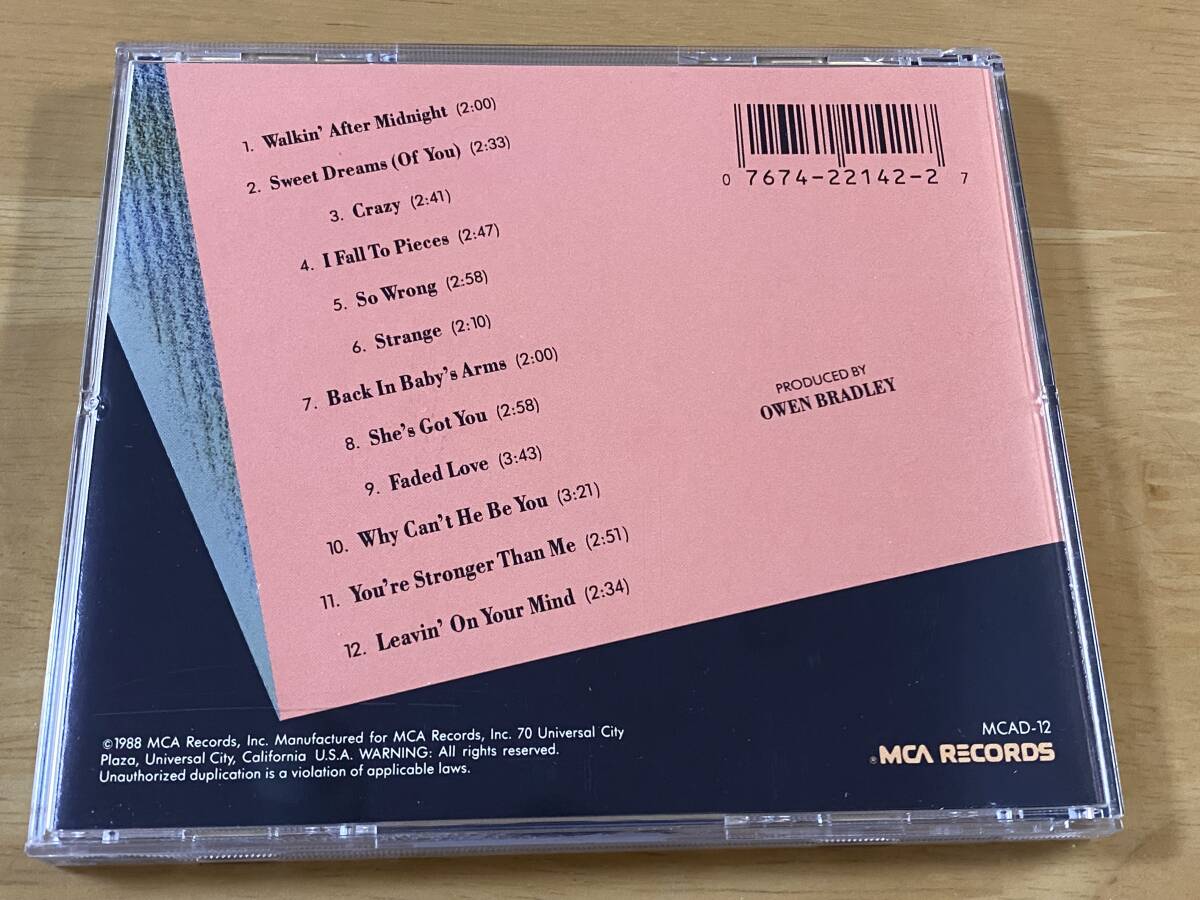 1. Walkin' After Midnight (2:00)
2. Sweet Dreams (Of You) (2:33)
3. Crazy (2:41)
4. I Fall To Pieces (2:47)
5. So Wrong (2:58)
6. Strange (2:10)
7. Back In Baby's Arms (2:00)
8. She's Got You (2:58)
9. Faded Love (3:43)
10. Why Can't He Be You (3:21)
11. You're Stronger Than Me (2:51)
12. Leavin' On Your Mind (2:34)
0 7674-22142-2 7
PRODUCED BY
OWEN BRADLEY
©1988 MCA Records, Inc. Manufactured for MCA Records, Inc. 70 Universal City
Plaza, Universal City, California U.S.A. WARNING: All rights reserved.
Unauthorized duplication is a violation of applicable laws.
MCAD-12
®MCA RECORDS